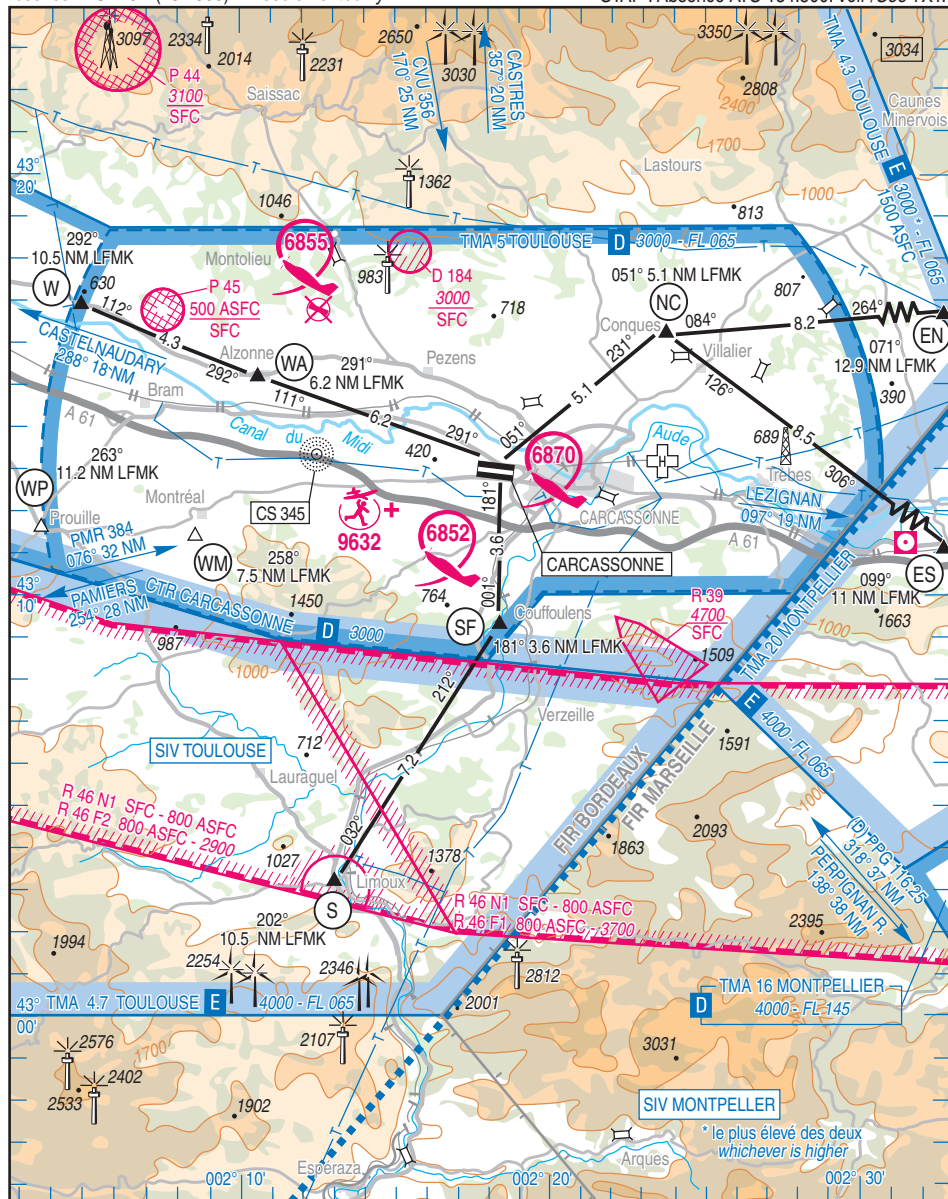 3097
2334
2014
2231
2650
3030
CASTRES
357° 20 NM
CVU 356
170° 25 NM
3350
2808
2400
3034
TMA 4.3 TOULOUSE E 3000 * - FL 065
1500 ASFC
P 44
3100
SFC
Saissac
1700
Caunes
Minervois
Lastours
43°
20'
1362
1000
1046
813
292°
10.5 NM LFMK
6855
Montolieu
983
TMA 5 TOULOUSE D 3000 - FL 065
W
630
P 45
500 ASFC
SFC
D 184
3000
SFC
718
051° 5.1 NM LFMK
NC
807
112°
4.3
292°
Conques
231°
084°
8.2
264°
EN
071°
12.9 NM LFMK
390
CASTELNAUDARY
288° 18 NM
Alzonne
WA
291°
6.2 NM LFMK
Pezens
Villalier
126°
Bram
111°
6.2
291°
5.1
051°
8.5
306°
A 61
Canal du Midi
420
6870
Aude
689
Trèbes
263°
11.2 NM LFMK
WP
Prouille
Montréal
CS 345
181°
3.6
001°
CARCASSONNE
LEZIGNAN
097° 19 NM
A 61
PMR 384
076° 32 NM
WM
258°
7.5 NM LFMK
9632
6852
CARCASSONNE
ES
099°
11 NM LFMK
1663
43°
10'
PAMIERS
254° 28 NM
CTR CARCASSONNE
D 3000
1450
764
SF
Couffoulens
181° 3.6 NM LFMK
R 39
4700
SFC
1509
TMA 20 MONTPELLIER
1000
987
1000
212°
7.2
032°
Verzeille
E 4000 - FL 065
SIV TOULOUSE
712
Lauraguel
1591
FIR BORDEAUX
FIR MARSEILLE
1000
R 46 N1 SFC - 800 ASFC
R 46 F2 800 ASFC - 2900
1027
1378
1863
2093
(D) PPG 116.25
318° 37 NM
PERPIGNAN R.
138° 38 NM
Limoux
S
202°
10.5 NM LFMK
R 46 N1 SFC - 800 ASFC
R 46 F1 800 ASFC - 3700
2395
1994
2254
2346
2812
43°
00'
TMA 4.7 TOULOUSE E 4000 - FL 065
2001
D
TMA 16 MONTPELLIER
4000 - FL 145
2576
1700
2107
2402
2533
1902
3031
SIV MONTPELLER
* le plus élevé des deux
whichever is higher
Arques
Esperaza
002° 10'
002° 20'
002° 30'